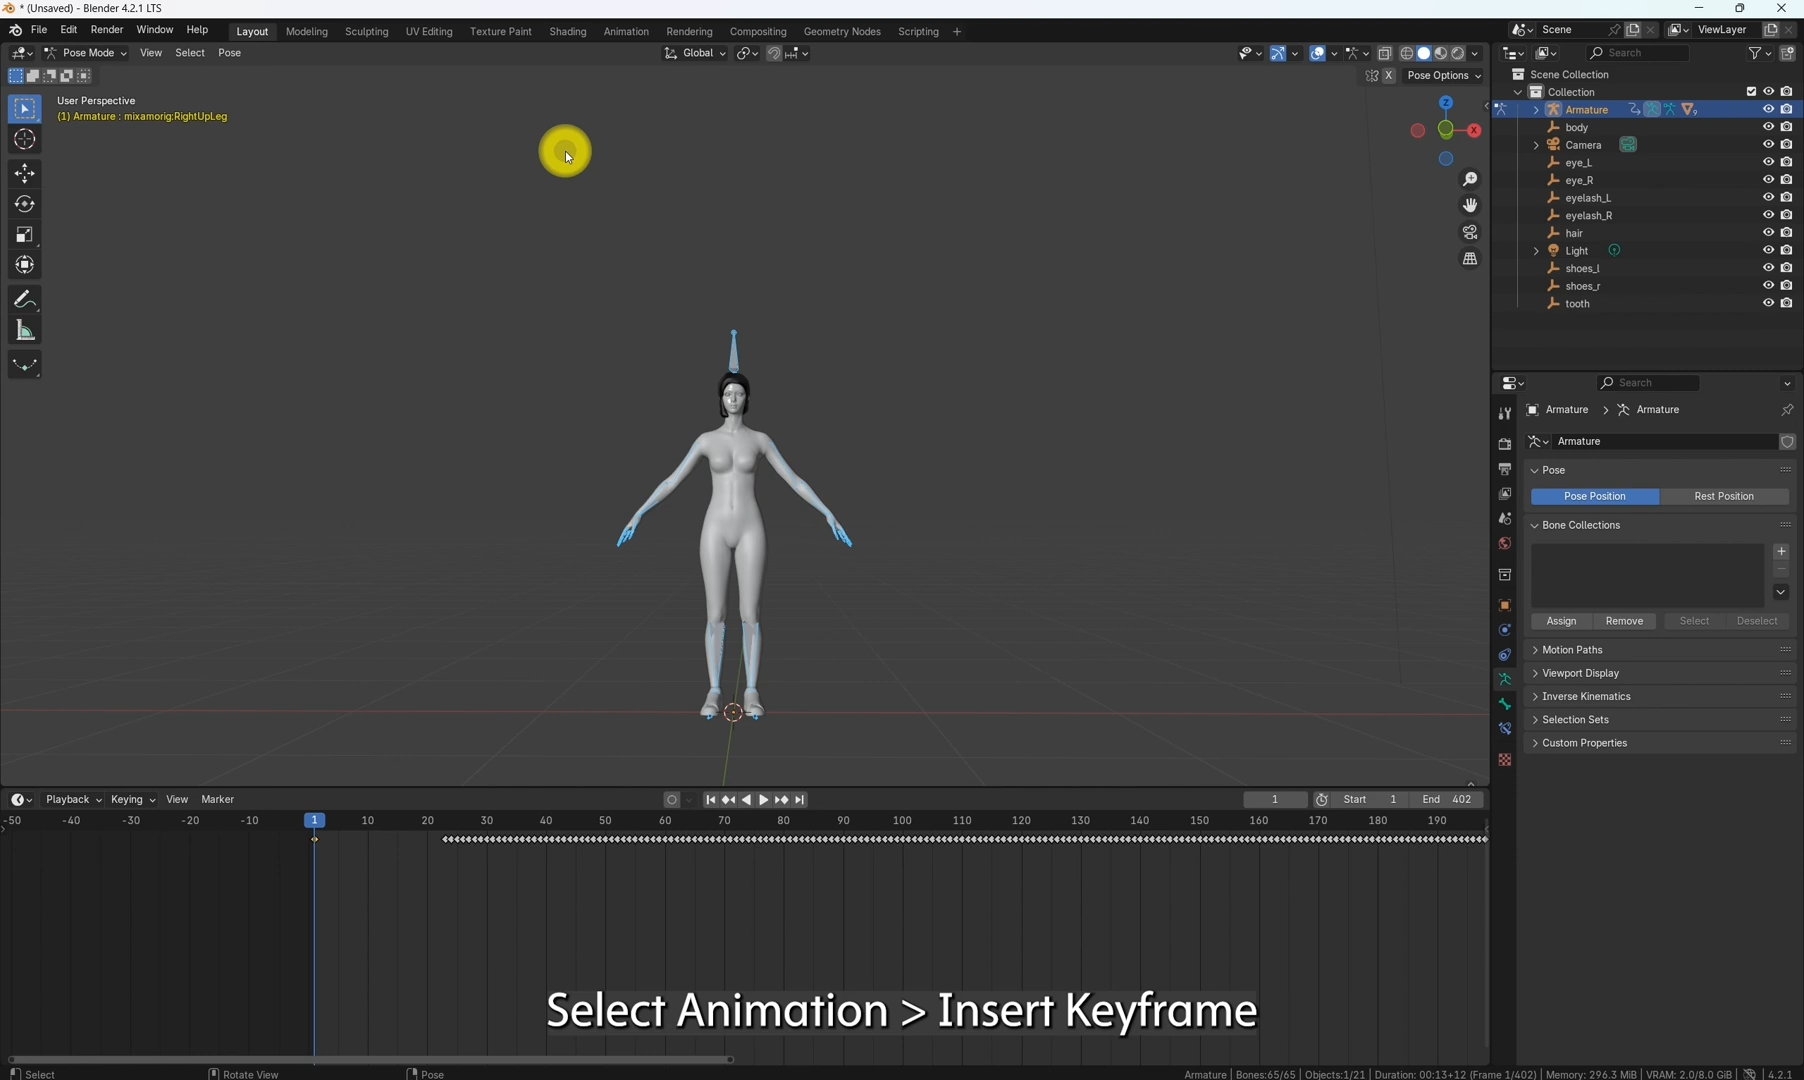 * (Unsaved) - Blender 4.2.1 LTS
File Edit Render Window Help Layout Modeling Sculpting UV Editing Texture Paint Shading Animation Rendering Compositing Geometry Nodes Scripting + Scene ViewLayer
Pose Mode View Select Pose Global Search
X Pose Options
User Perspective
(1) Armature : mixamorig:RightUpLeg
Z
X
Scene Collection
Collection
Armature 9
body
Camera
eye_L
eye_R
eyelash_L
eyelash_R
hair
Light
shoes_l
shoes_r
tooth
Search
Armature > Armature
Armature
Pose
Pose Position Rest Position
Bone Collections
Assign Remove Select Deselect
Motion Paths
Viewport Display
Inverse Kinematics
Selection Sets
Custom Properties
Playback Keying View Marker 1 Start 1 End 402
-50 -40 -30 -20 -10 1 10 20 30 40 50 60 70 80 90 100 110 120 130 140 150 160 170 180 190
Select Animation > Insert Keyframe
Select Rotate View Pose Armature | Bones:65/65 | Objects:1/21 | Duration: 00:13+12 (Frame 1/402) | Memory: 296.3 MiB | VRAM: 2.0/8.0 GiB | 4.2.1